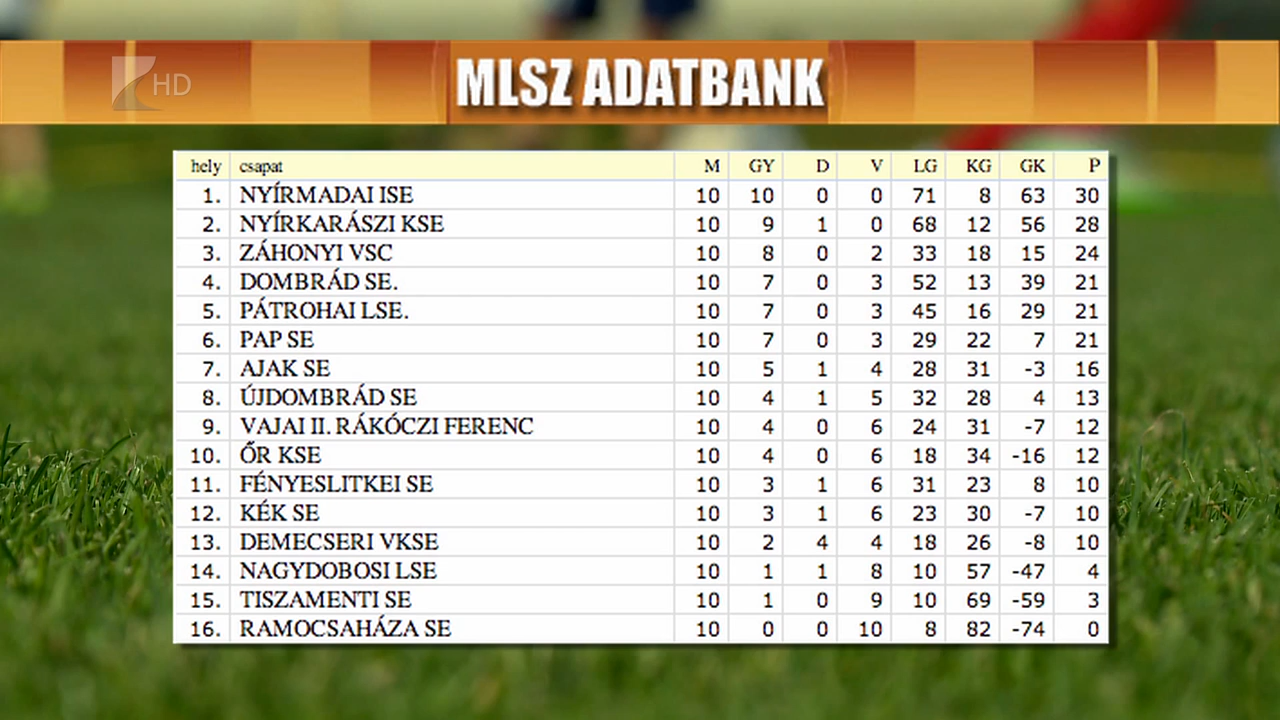 MLSZ ADATBANK
HD
hely csapat M GY D V LG KG GK P
1. NYÍRMADAI ISE 10 10 0 0 71 8 63 30
2. NYÍRKARÁSZI KSE 10 9 1 0 68 12 56 28
3. ZÁHONYI VSC 10 8 0 2 33 18 15 24
4. DOMBRÁD SE. 10 7 0 3 52 13 39 21
5. PÁTROHAI LSE. 10 7 0 3 45 16 29 21
6. PAP SE 10 7 0 3 29 22 7 21
7. AJAK SE 10 5 1 4 28 31 -3 16
8. ÚJDOMBRÁD SE 10 4 1 5 32 28 4 13
9. VAJAI II. RÁKÓCZI FERENC 10 4 0 6 24 31 -7 12
10. ŐR KSE 10 4 0 6 18 34 -16 12
11. FÉNYESLITKEI SE 10 3 1 6 31 23 8 10
12. KÉK SE 10 3 1 6 23 30 -7 10
13. DEMECSERI VKSE 10 2 4 4 18 26 -8 10
14. NAGYDOBOSI LSE 10 1 1 8 10 57 -47 4
15. TISZAMENTI SE 10 1 0 9 10 69 -59 3
16. RAMOCSAHÁZA SE 10 0 0 10 8 82 -74 0